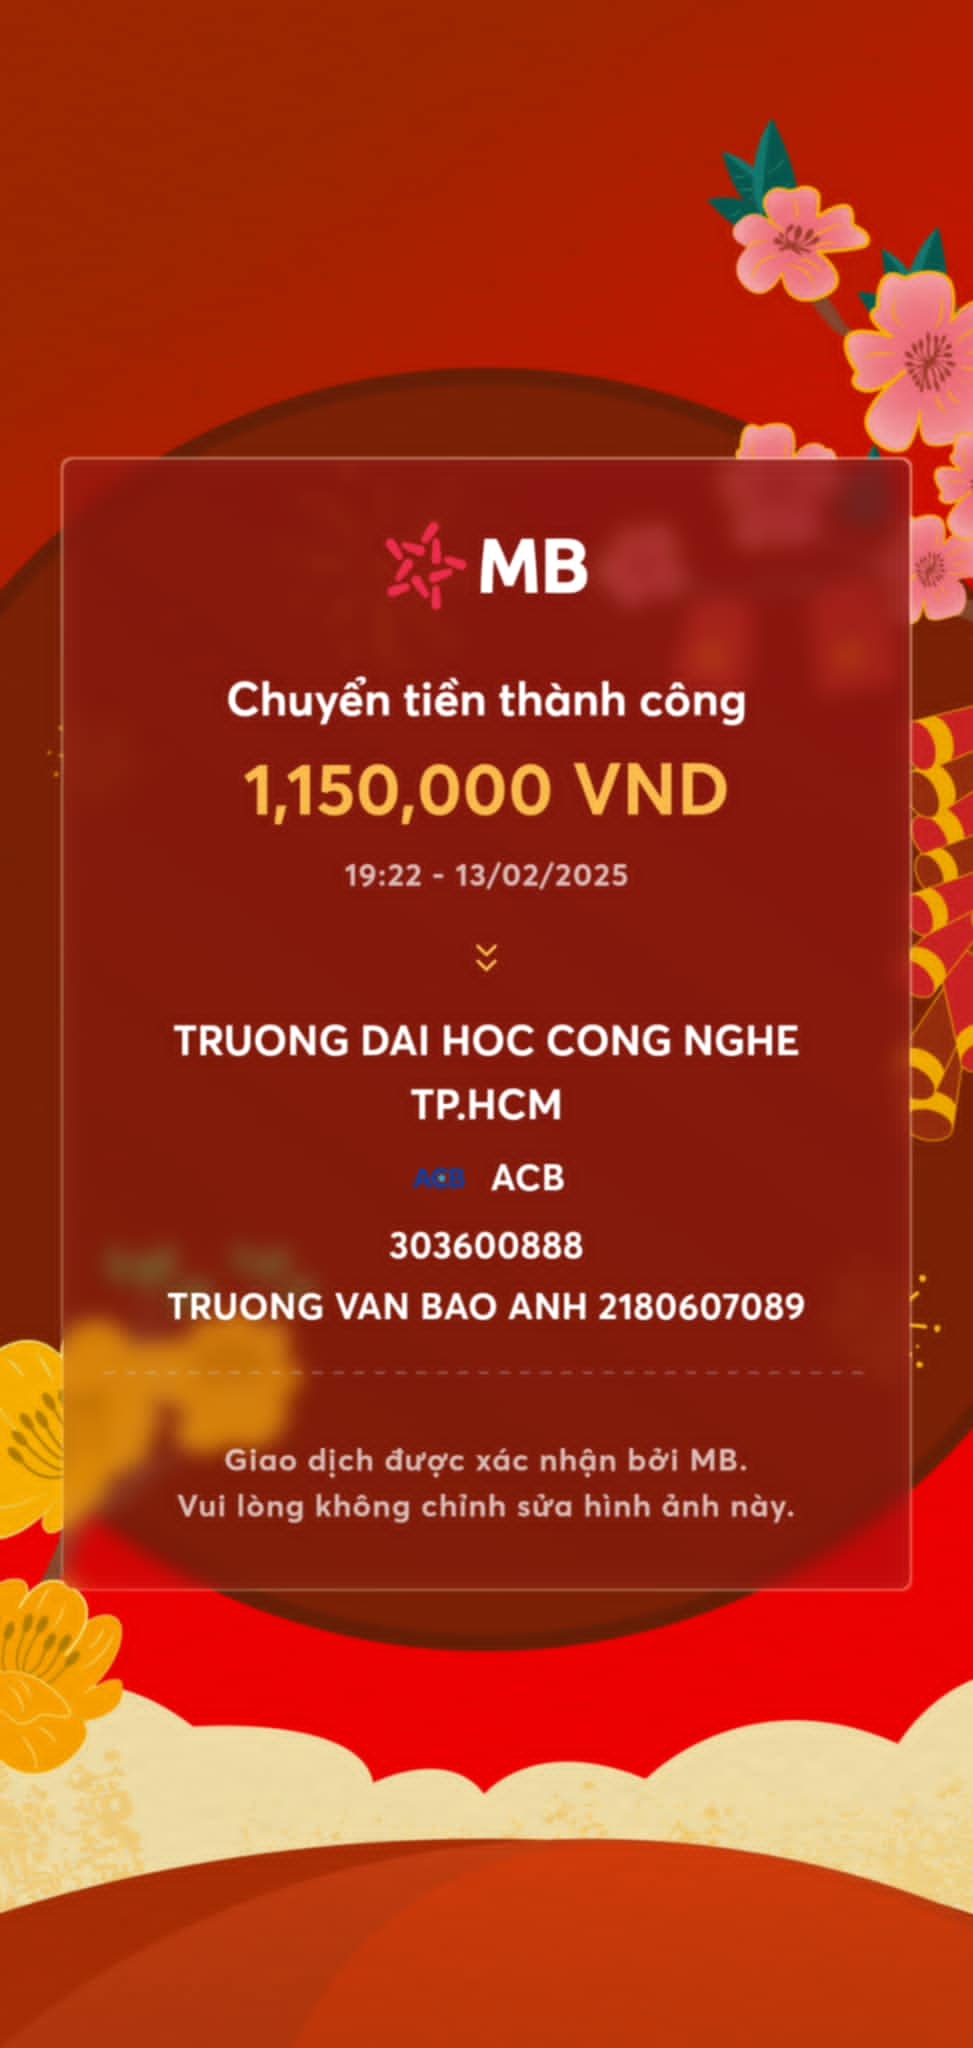 MB
Chuyển tiền thành công
1,150,000 VND
19:22 - 13/02/2025
TRUONG DAI HOC CONG NGHE
TP.HCM
ACB ACB
303600888
TRUONG VAN BAO ANH 2180607089
Giao dịch được xác nhận bởi MB.
Vui lòng không chỉnh sửa hình ảnh này.